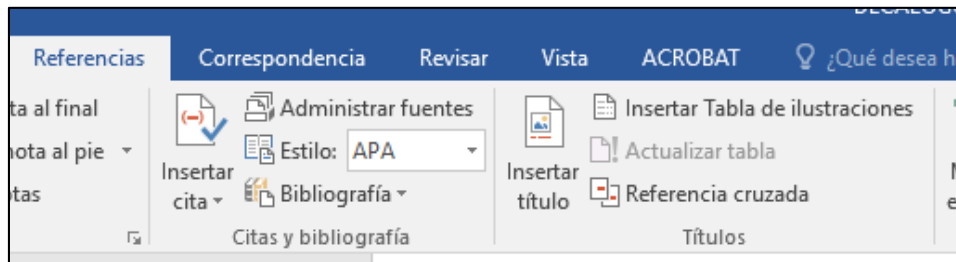 Referencias Correspondencia Revisar Vista ACROBAT ¿Qué desea h
ta al final
nota al pie
tas
Insertar
cita
Administrar fuentes
Estilo: APA
Bibliografía
Citas y bibliografía
Insertar
título
Insertar Tabla de ilustraciones
Actualizar tabla
Referencia cruzada
Títulos